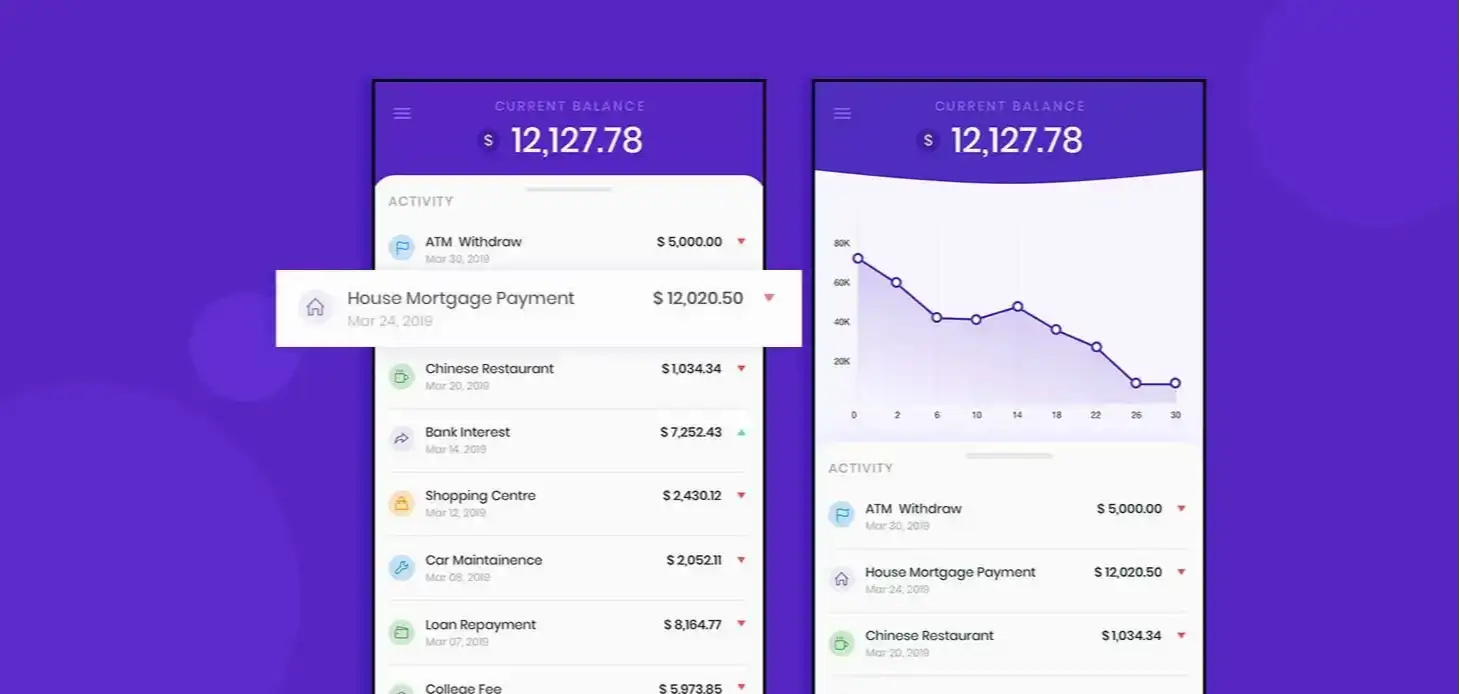 CURRENT BALANCE
$ 12,127.78
ACTIVITY
ATM Withdraw $ 5,000.00
Mar 30, 2019
House Mortgage Payment $ 12,020.50
Mar 24, 2019
Chinese Restaurant $ 1,034.34
Mar 20, 2019
Bank Interest $ 7,252.43
Mar 14, 2019
Shopping Centre $ 2,430.12
Mar 12, 2019
Car Maintainence $ 2,052.11
Mar 08, 2019
Loan Repayment $ 8,164.77
Mar 07, 2019
College Fee $ 5,973.85
CURRENT BALANCE
$ 12,127.78
80K
60K
40K
20K
0 2 6 10 14 18 22 26 30
ACTIVITY
ATM Withdraw $ 5,000.00
Mar 30, 2019
House Mortgage Payment $ 12,020.50
Mar 24, 2019
Chinese Restaurant $ 1,034.34
Mar 20, 2019